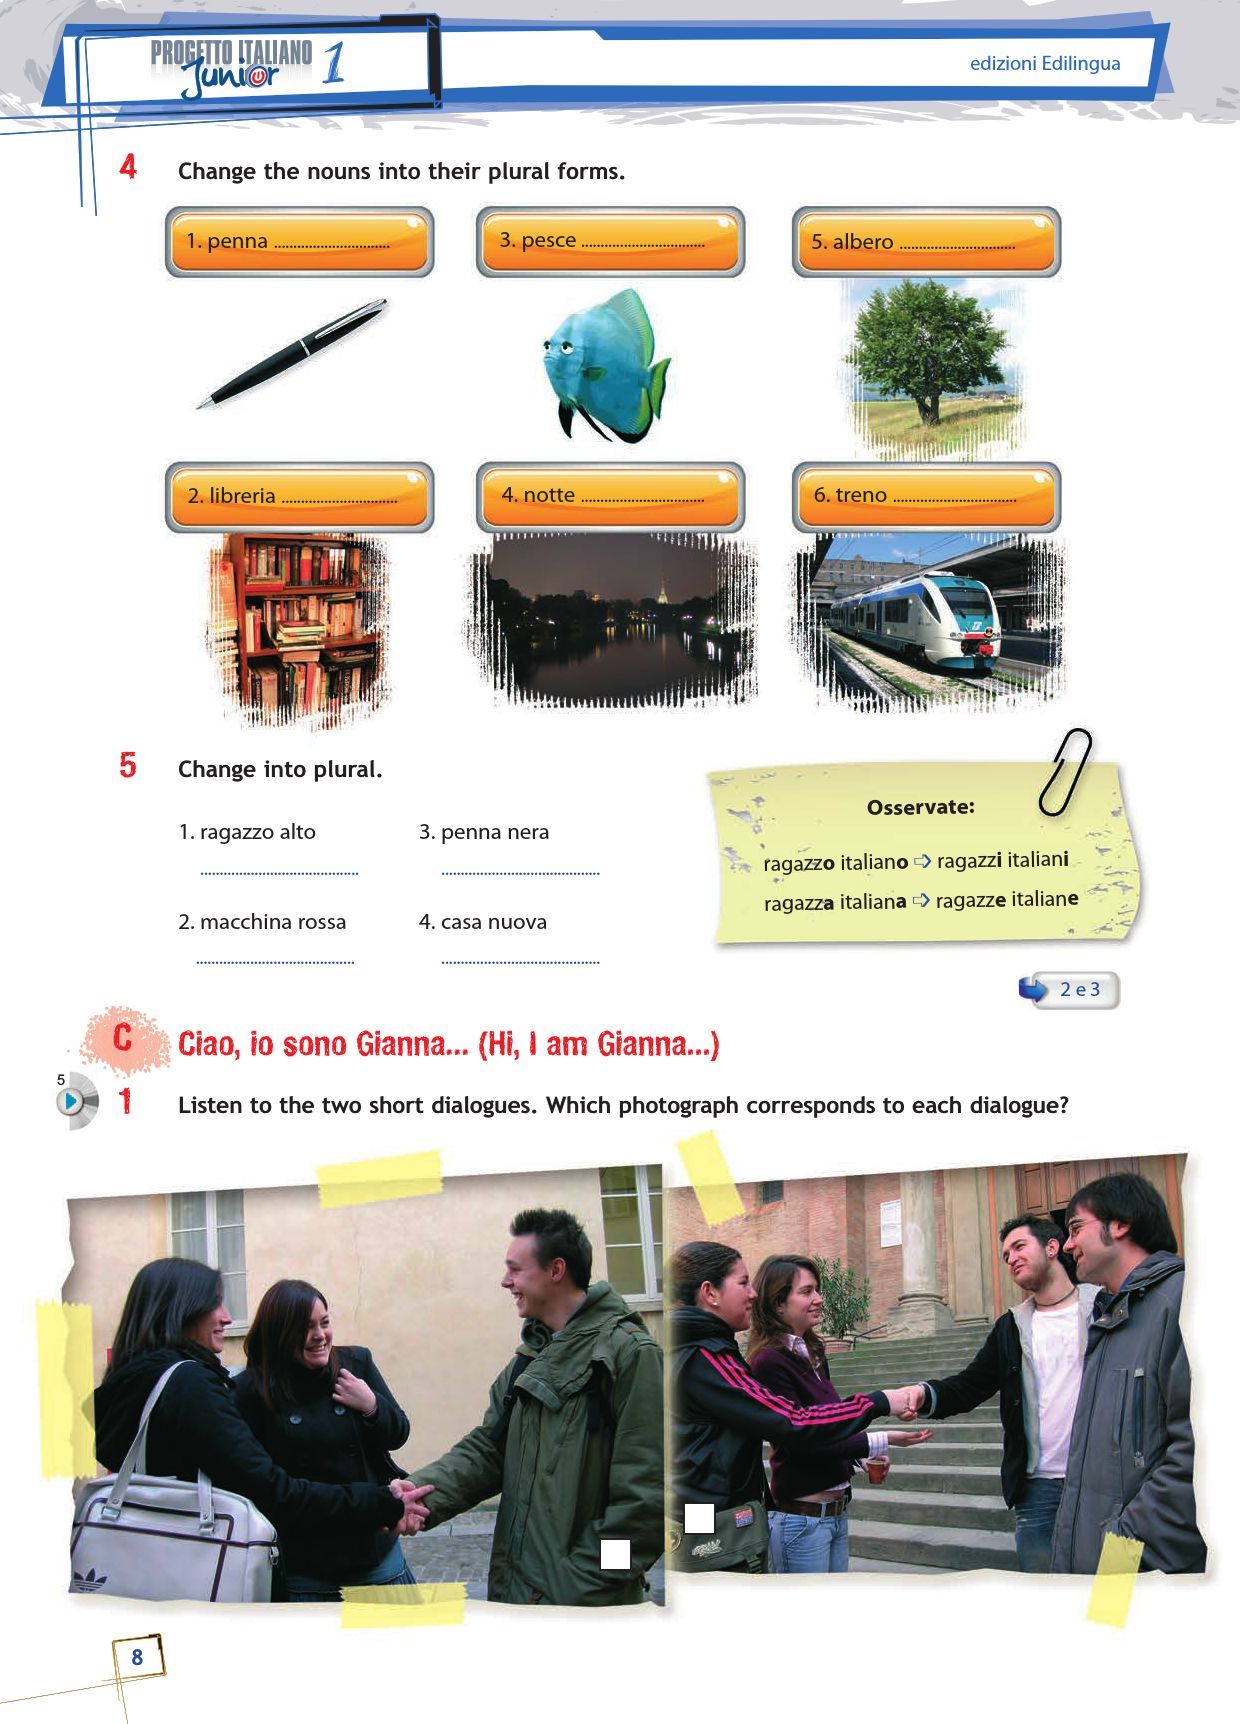 PROGETTO ITALIANO
Junior 1
edizioni Edilingua
4 Change the nouns into their plural forms.
1. penna ..............................
3. pesce ................................
5. albero ..............................
2. libreria ..............................
4. notte ................................
6. treno ................................
5 Change into plural.
1. ragazzo alto
3. penna nera
.........................................
.........................................
2. macchina rossa
4. casa nuova
.........................................
.........................................
Osservate:
ragazzo italiano ➩ ragazzi italiani
ragazza italiana ➩ ragazze italiane
2 e 3
C Ciao, io sono Gianna... (Hi, I am Gianna...)
5
1 Listen to the two short dialogues. Which photograph corresponds to each dialogue?
8